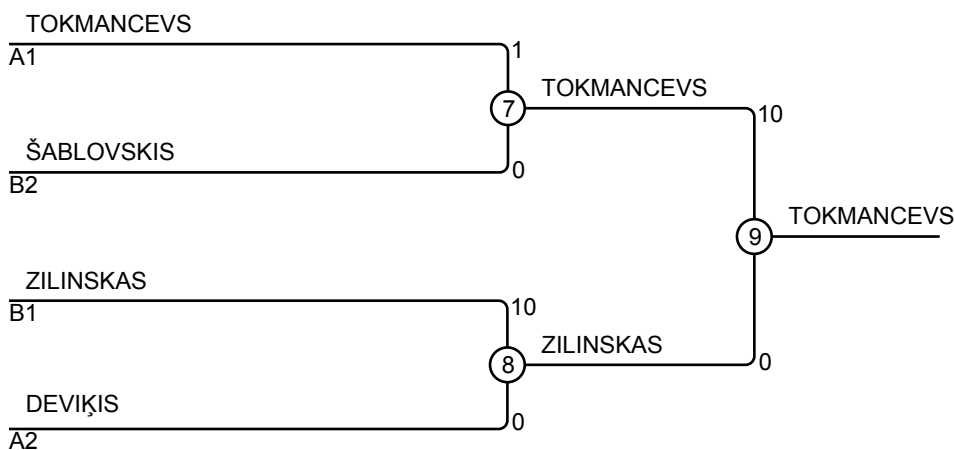 TOKMANCEVS
A1
1
7
TOKMANCEVS
10
ŠABLOVSKIS
B2
0
9
TOKMANCEVS
ZILINSKAS
B1
10
8
ZILINSKAS
0
DEVIĶIS
A2
0